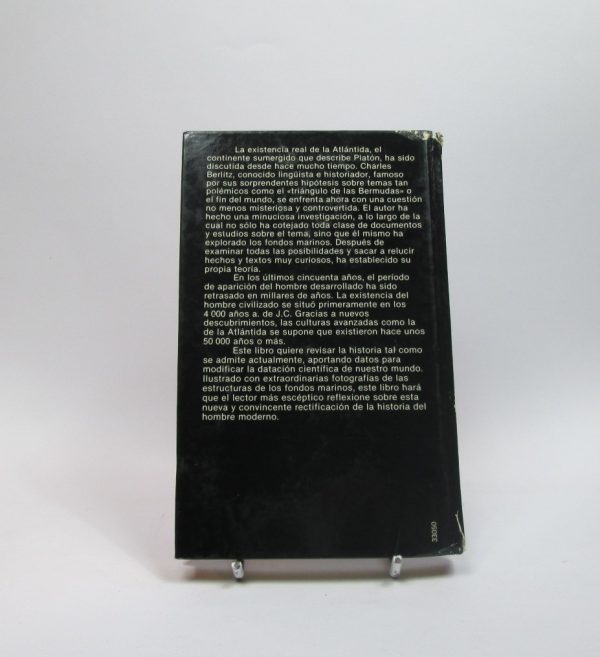 La existencia real de la Atlántida, el
continente sumergido que describe Platón, ha sido
discutida desde hace mucho tiempo. Charles
Berlitz, conocido lingüista e historiador, famoso
por sus sorprendentes hipótesis sobre temas tan
polémicos como el «triángulo de las Bermudas» o
el fin del mundo, se enfrenta ahora con una cuestión
no menos misteriosa y controvertida. El autor ha
hecho una minuciosa investigación, a lo largo de la
cual no sólo ha cotejado toda clase de documentos
y estudios sobre el tema, sino que él mismo ha
explorado los fondos marinos. Después de
examinar todas las posibilidades y sacar a relucir
hechos y textos muy curiosos, ha establecido su
propia teoría.
En los últimos cincuenta años, el período
de aparición del hombre desarrollado ha sido
retrasado en millares de años. La existencia del
hombre civilizado se situó primeramente en los
4 000 años a. de J.C. Gracias a nuevos
descubrimientos, las culturas avanzadas como la
de la Atlántida se supone que existieron hace unos
50 000 años o más.
Este libro quiere revisar la historia tal como
se admite actualmente, aportando datos para
modificar la datación científica de nuestro mundo.
Ilustrado con extraordinarias fotografías de las
estructuras de los fondos marinos, este libro hará
que el lector más escéptico reflexione sobre esta
nueva y convincente rectificación de la historia del
hombre moderno.
33050